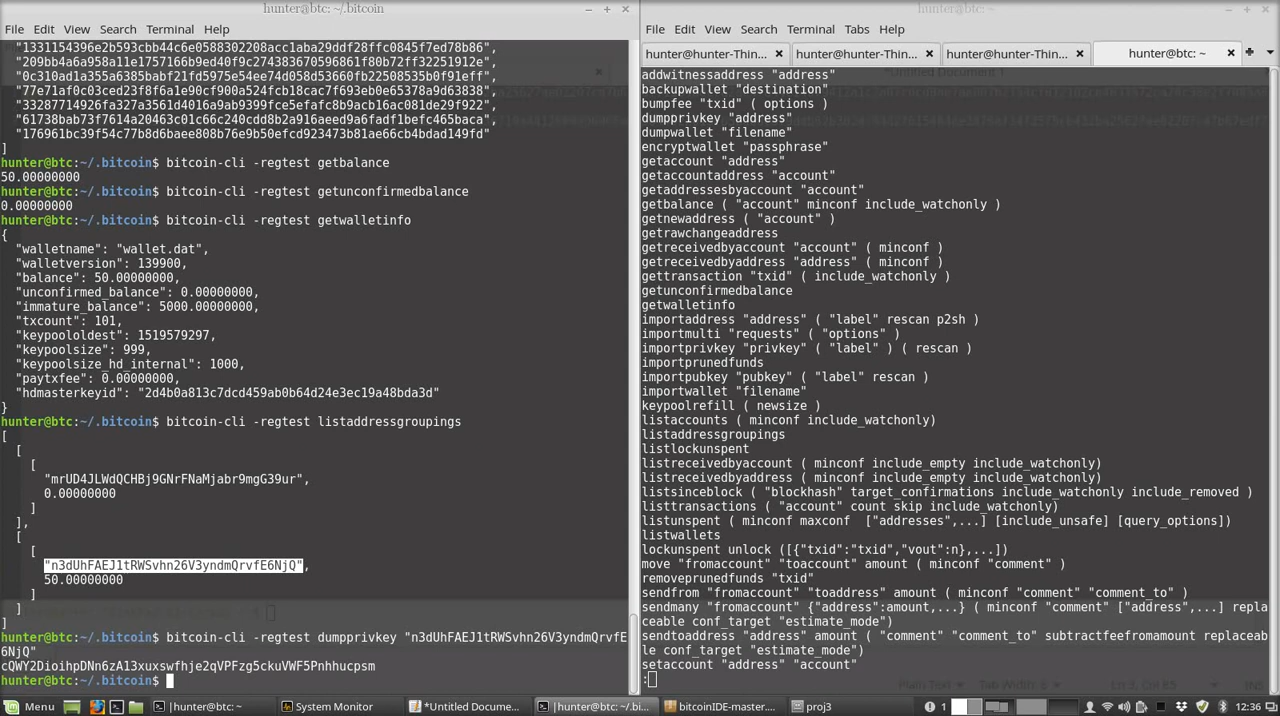 hunter@btc: ~/.bitcoin
File Edit View Search Terminal Help
"1331154396e2b593cbb44c6e0588302208acc1aba29ddf28ffc0845f7ed78b86",
"209bb4a6a958a11e1757166b9ed40f9c274383670596861f80b72ff32251912e",
"0c310ad1a355a6385babf21fd5975e54ee74d058d53660fb22508535b0f91eff",
"77e71af0c03ced23f8f6a1e90cf900a524fcb18cac7f693eb0e65378a9d63838",
"33287714926fa327a3561d4016a9ab9399fce5efafc8b9acb16ac081de29f922",
"61738bab73f7614a20463c01c66c240cdd8b2a916aeed9a6fadf1befc465baca",
"176961bc39f54c77b8d6baee808b76e9b50efcd923473b81ae66cb4bdad149fd"
]
hunter@btc:~/.bitcoin$ bitcoin-cli -regtest getbalance
50.00000000
hunter@btc:~/.bitcoin$ bitcoin-cli -regtest getunconfirmedbalance
0.00000000
hunter@btc:~/.bitcoin$ bitcoin-cli -regtest getwalletinfo
{
"walletname": "wallet.dat",
"walletversion": 139900,
"balance": 50.00000000,
"unconfirmed_balance": 0.00000000,
"immature_balance": 5000.00000000,
"txcount": 101,
"keypoololdest": 1519579297,
"keypoolsize": 999,
"keypoolsize_hd_internal": 1000,
"paytxfee": 0.00000000,
"hdmasterkeyid": "2d4b0a813c7dcd459ab0b64d24e3ec19a48bda3d"
}
hunter@btc:~/.bitcoin$ bitcoin-cli -regtest listaddressgroupings
[
[
[
"mrUD4JLWdQCHBj9GNrFNaMjabr9mgG39ur",
0.00000000
]
],
[
[
"n3dUhFAEJ1tRWSvhn26V3yndmQrvfE6NjQ",
50.00000000
]
]
]
hunter@btc:~/.bitcoin$ bitcoin-cli -regtest dumpprivkey "n3dUhFAEJ1tRWSvhn26V3yndmQrvfE
6NjQ"
cQWY2DioihpDNn6zA13xuxswfhje2qVPFzg5ckuVWF5Pnhhucpsm
hunter@btc:~/.bitcoin$
hunter@btc: ~
File Edit View Search Terminal Tabs Help
hunter@hunter-Thin... hunter@hunter-Thin... hunter@hunter-Thin... hunter@btc: ~
addwitnessaddress "address"
backupwallet "destination"
bumpfee "txid" ( options )
dumpprivkey "address"
dumpwallet "filename"
encryptwallet "passphrase"
getaccount "address"
getaccountaddress "account"
getaddressesbyaccount "account"
getbalance ( "account" minconf include_watchonly )
getnewaddress ( "account" )
getrawchangeaddress
getreceivedbyaccount "account" ( minconf )
getreceivedbyaddress "address" ( minconf )
gettransaction "txid" ( include_watchonly )
getunconfirmedbalance
getwalletinfo
importaddress "address" ( "label" rescan p2sh )
importmulti "requests" ( "options" )
importprivkey "privkey" ( "label" ) ( rescan )
importprunedfunds
importpubkey "pubkey" ( "label" rescan )
importwallet "filename"
keypoolrefill ( newsize )
listaccounts ( minconf include_watchonly)
listaddressgroupings
listlockunspent
listreceivedbyaccount ( minconf include_empty include_watchonly)
listreceivedbyaddress ( minconf include_empty include_watchonly)
listsinceblock ( "blockhash" target_confirmations include_watchonly include_removed )
listtransactions ( "account" count skip include_watchonly)
listunspent ( minconf maxconf ["addresses",...] [include_unsafe] [query_options])
listwallets
lockunspent unlock ([{"txid":"txid","vout":n},...])
move "fromaccount" "toaccount" amount ( minconf "comment" )
removeprunedfunds "txid"
sendfrom "fromaccount" "toaddress" amount ( minconf "comment" "comment_to" )
sendmany "fromaccount" {"address":amount,...} ( minconf "comment" ["address",...] repla
ceable conf_target "estimate_mode")
sendtoaddress "address" amount ( "comment" "comment_to" subtractfeefromamount replaceab
le conf_target "estimate_mode")
setaccount "address" "account"
:
Menu |hunter@btc: ~ System Monitor *Untitled Docume... |hunter@btc: ~/.bi... bitcoinIDE-master.... proj3 1 12:36